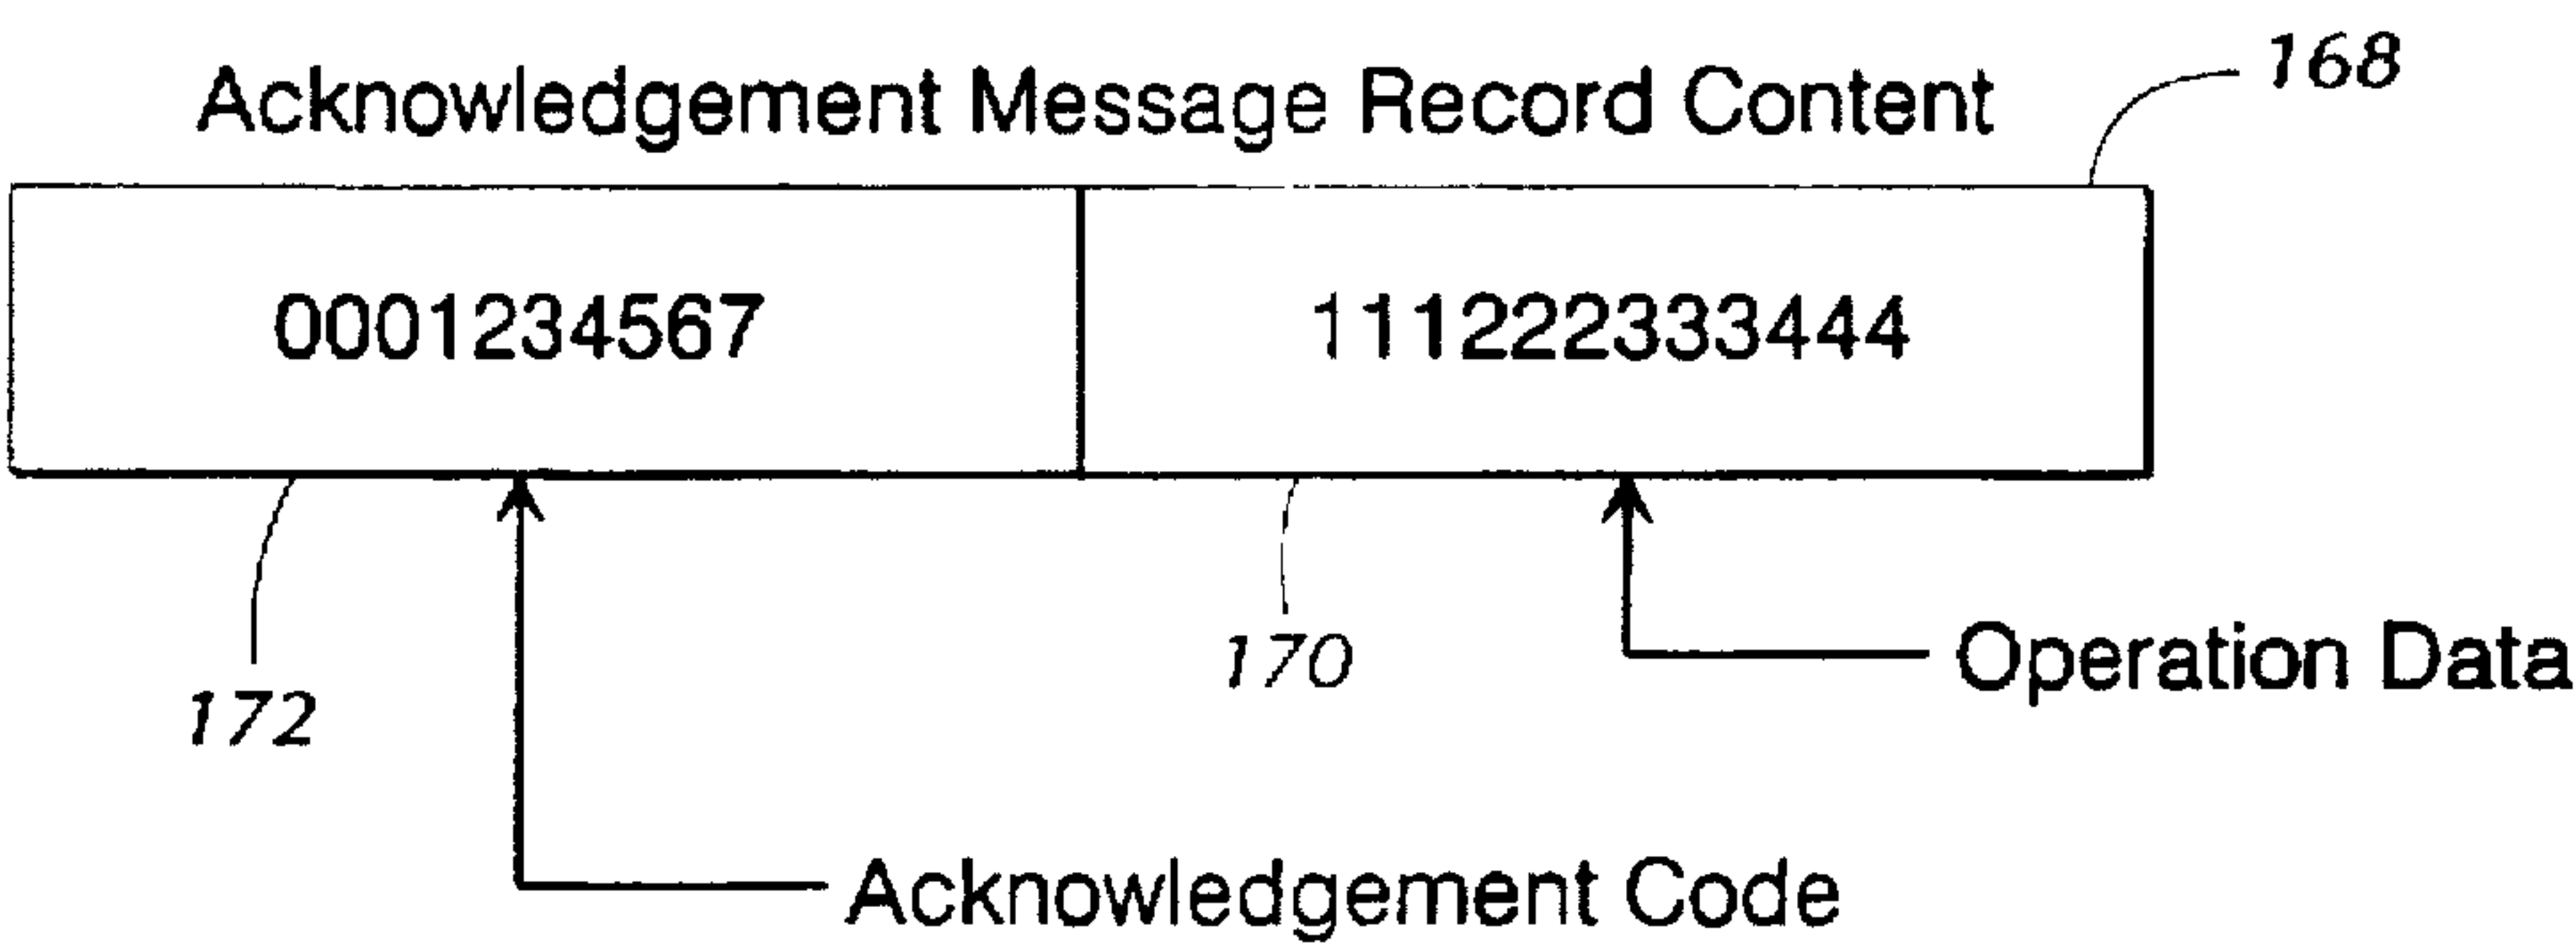 168
Acknowledgement Message Record Content
0001234567 111222333444
170
Operation Data
172
Acknowledgement Code